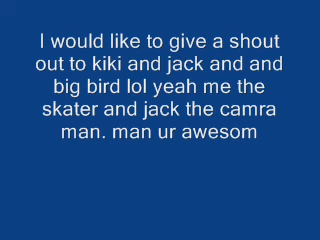 I would like to give a shout
out to kiki and jack and and
big bird lol yeah me the
skater and jack the camra
man. man ur awesom